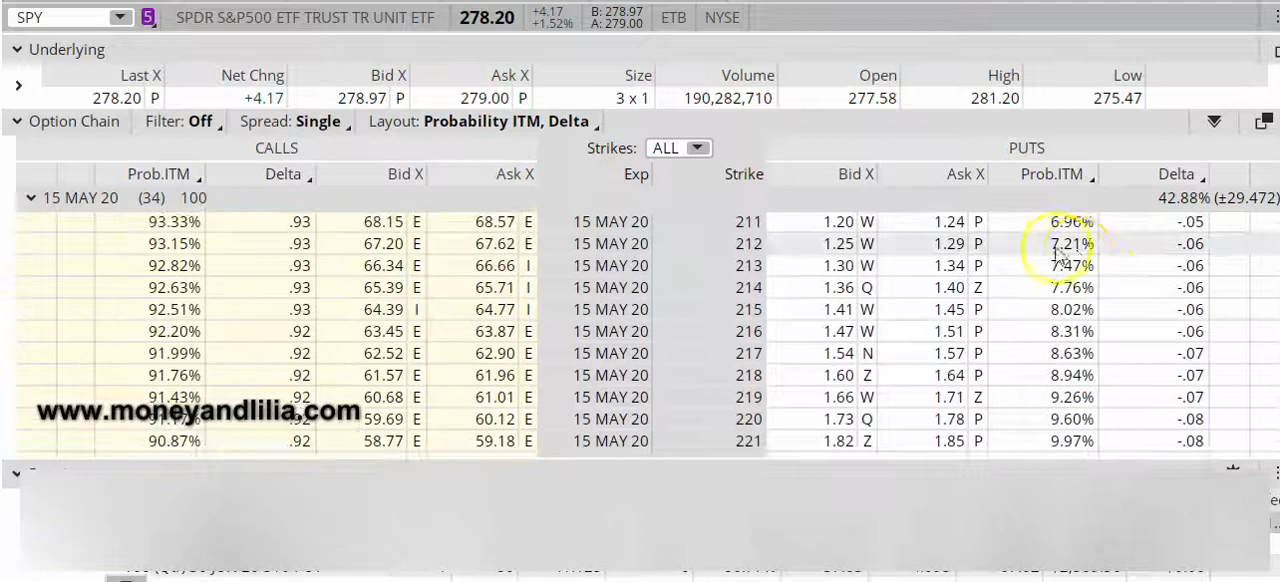 SPY 5 SPDR S&P500 ETF TRUST TR UNIT ETF 278.20 +4.17 +1.52% B: 278.97 A: 279.00 ETB NYSE
Underlying
Last X Net Chng Bid X Ask X Size Volume Open High Low
278.20 P +4.17 278.97 P 279.00 P 3 x 1 190,282,710 277.58 281.20 275.47
Option Chain Filter: Off Spread: Single Layout: Probability ITM, Delta
CALLS Strikes: ALL PUTS
Prob.ITM Delta Bid X Ask X Exp Strike Bid X Ask X Prob.ITM Delta
15 MAY 20 (34) 100 42.88% (±29.472)
93.33% .93 68.15 E 68.57 E 15 MAY 20 211 1.20 W 1.24 P 6.96% -.05
93.15% .93 67.20 E 67.62 E 15 MAY 20 212 1.25 W 1.29 P 7.21% -.06
92.82% .93 66.34 E 66.66 I 15 MAY 20 213 1.30 W 1.34 P 7.47% -.06
92.63% .93 65.39 E 65.71 I 15 MAY 20 214 1.36 Q 1.40 Z 7.76% -.06
92.51% .93 64.39 I 64.77 I 15 MAY 20 215 1.41 W 1.45 P 8.02% -.06
92.20% .92 63.45 E 63.87 E 15 MAY 20 216 1.47 W 1.51 P 8.31% -.06
91.99% .92 62.52 E 62.90 E 15 MAY 20 217 1.54 N 1.57 P 8.63% -.07
91.76% .92 61.57 E 61.96 E 15 MAY 20 218 1.60 Z 1.64 P 8.94% -.07
91.43% .92 60.68 E 61.01 E 15 MAY 20 219 1.66 W 1.71 Z 9.26% -.07
www.moneyandlilia.com
.92 59.69 E 60.12 E 15 MAY 20 220 1.73 Q 1.78 P 9.60% -.08
90.87% .92 58.77 E 59.18 E 15 MAY 20 221 1.82 Z 1.85 P 9.97% -.08